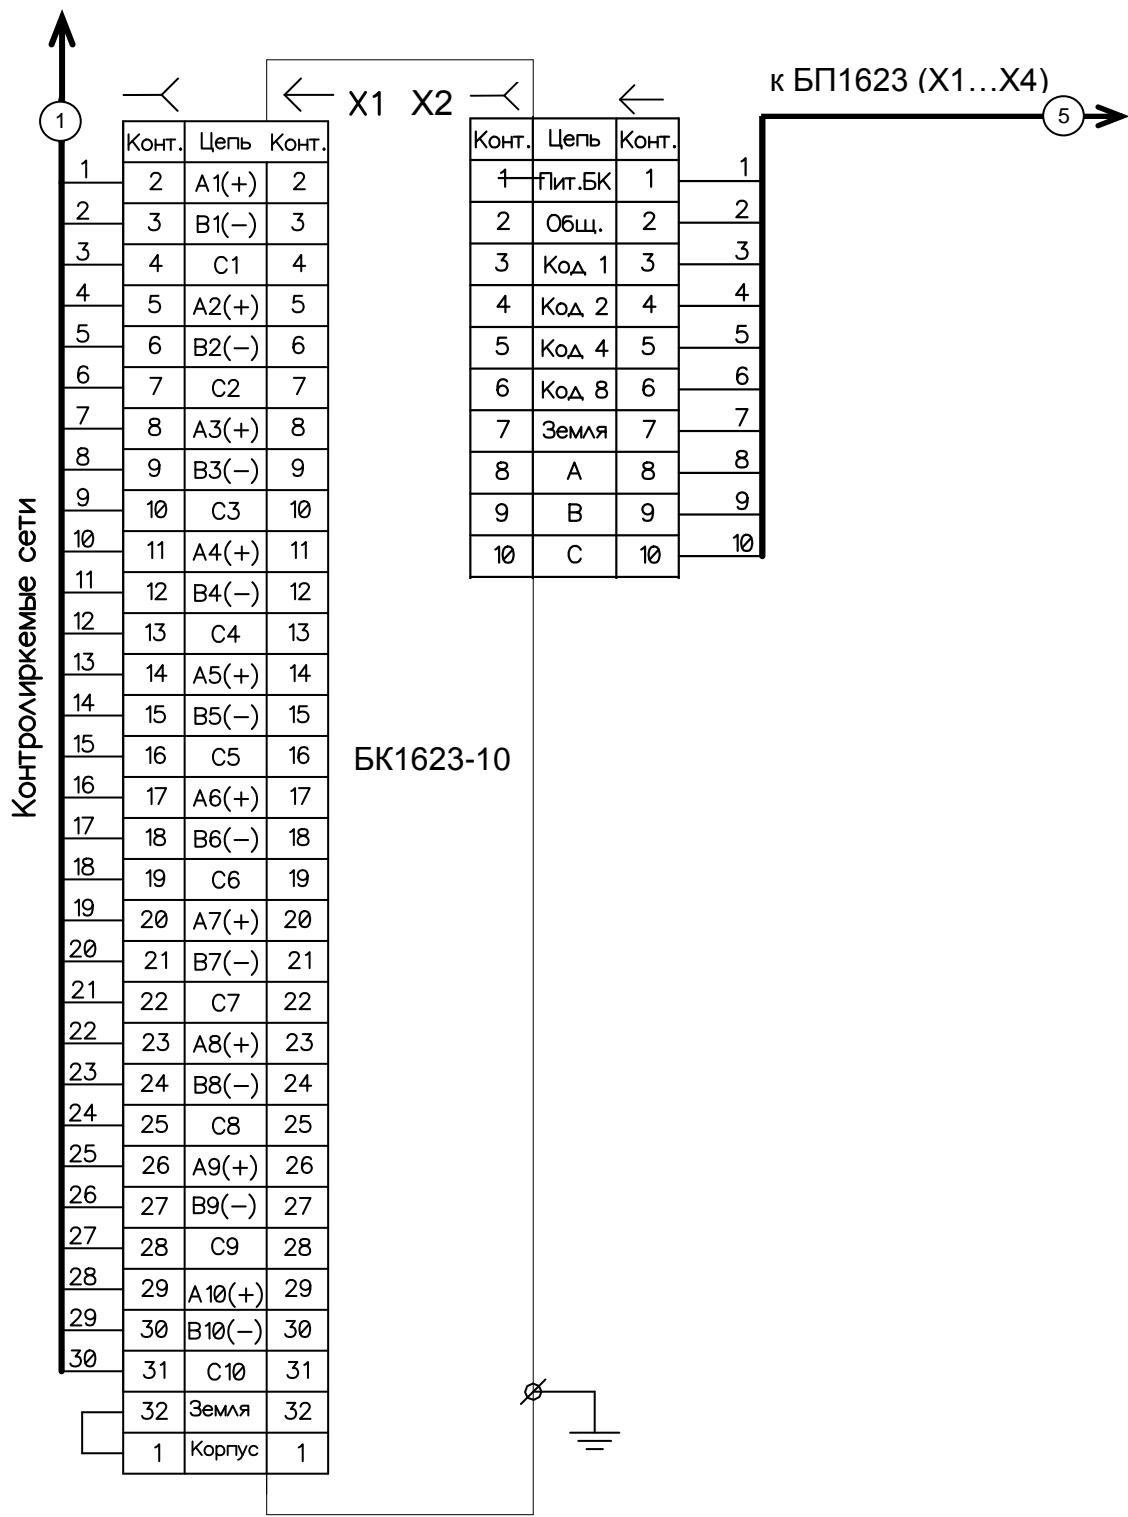 к БП1623 (X1...X4)
1
5
X1 X2
Конт. Цепь Конт.
1 2 A1(+) 2
2 3 B1(–) 3
3 4 C1 4
4 5 A2(+) 5
5 6 B2(–) 6
6 7 C2 7
7 8 A3(+) 8
8 9 B3(–) 9
9 10 C3 10
10 11 A4(+) 11
11 12 B4(–) 12
12 13 C4 13
13 14 A5(+) 14
14 15 B5(–) 15
15 16 C5 16
16 17 A6(+) 17
17 18 B6(–) 18
18 19 C6 19
19 20 A7(+) 20
20 21 B7(–) 21
21 22 C7 22
22 23 A8(+) 23
23 24 B8(–) 24
24 25 C8 25
25 26 A9(+) 26
26 27 B9(–) 27
27 28 C9 28
28 29 A10(+) 29
29 30 B10(–) 30
30 31 C10 31
32 Земля 32
1 Корпус 1
Контролиркемые сети
БК1623-10
Конт. Цепь Конт.
1 Пит.БК 1 1
2 Общ. 2 2
3 Код 1 3 3
4 Код 2 4 4
5 Код 4 5 5
6 Код 8 6 6
7 Земля 7 7
8 A 8 8
9 B 9 9
10 C 10 10